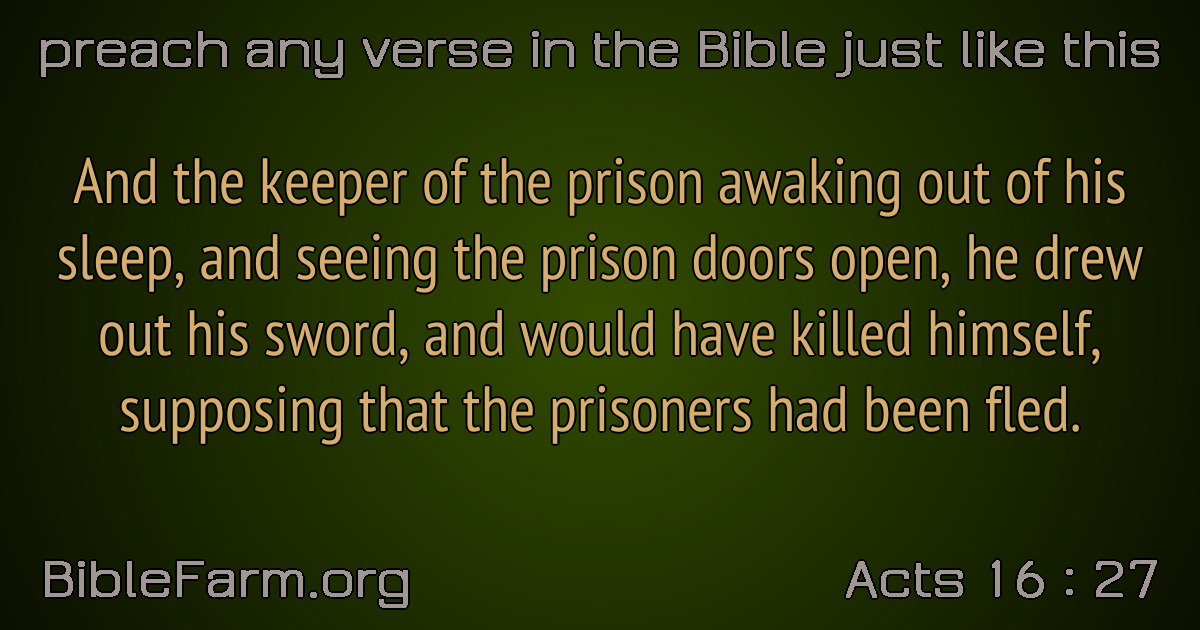 preach any verse in the Bible just like this
And the keeper of the prison awaking out of his
sleep, and seeing the prison doors open, he drew
out his sword, and would have killed himself,
supposing that the prisoners had been fled.
BibleFarm.org
Acts 16 : 27